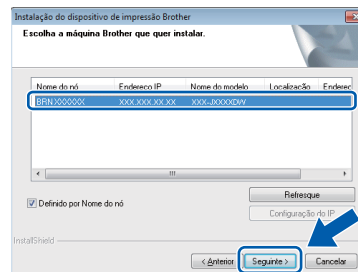 Instalação do dispositivo de impressão Brother
Escolha a máquina Brother que quer instalar.
Nome do nó Endereço IP Nome do modelo Localização Endereç
BRNXXXXXX XXX.XXX.XX.XX XXX-JXXXXDW
Definido por Nome do nó
Refresque
Configuração do IP
InstallShield
< Anterior Seguinte > Cancelar